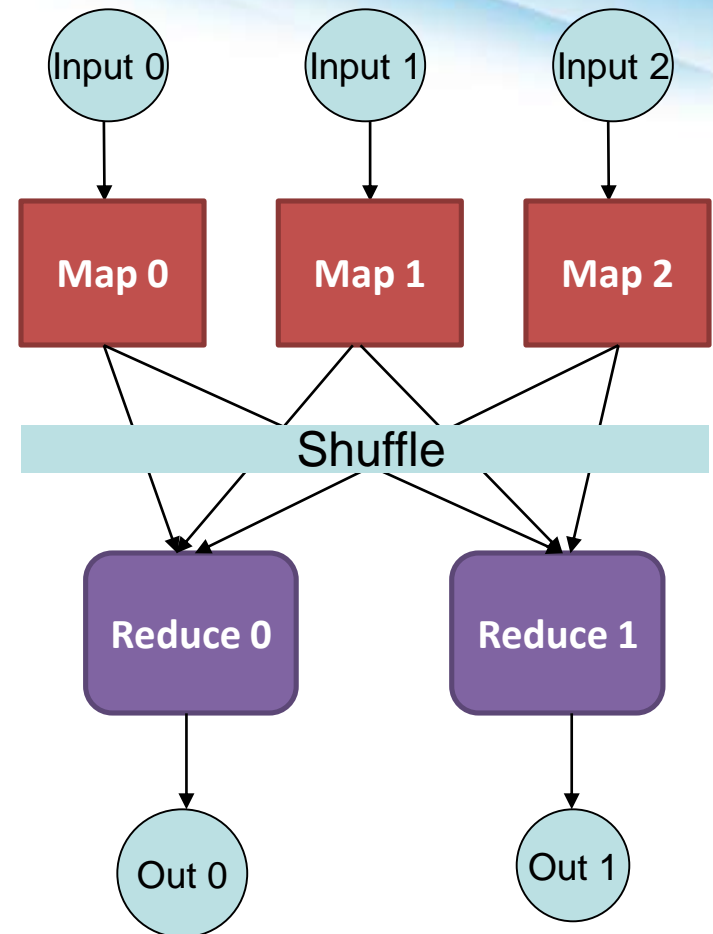 Input 0
Input 1
Input 2
Map 0
Map 1
Map 2
Shuffle
Reduce 0
Reduce 1
Out 0
Out 1